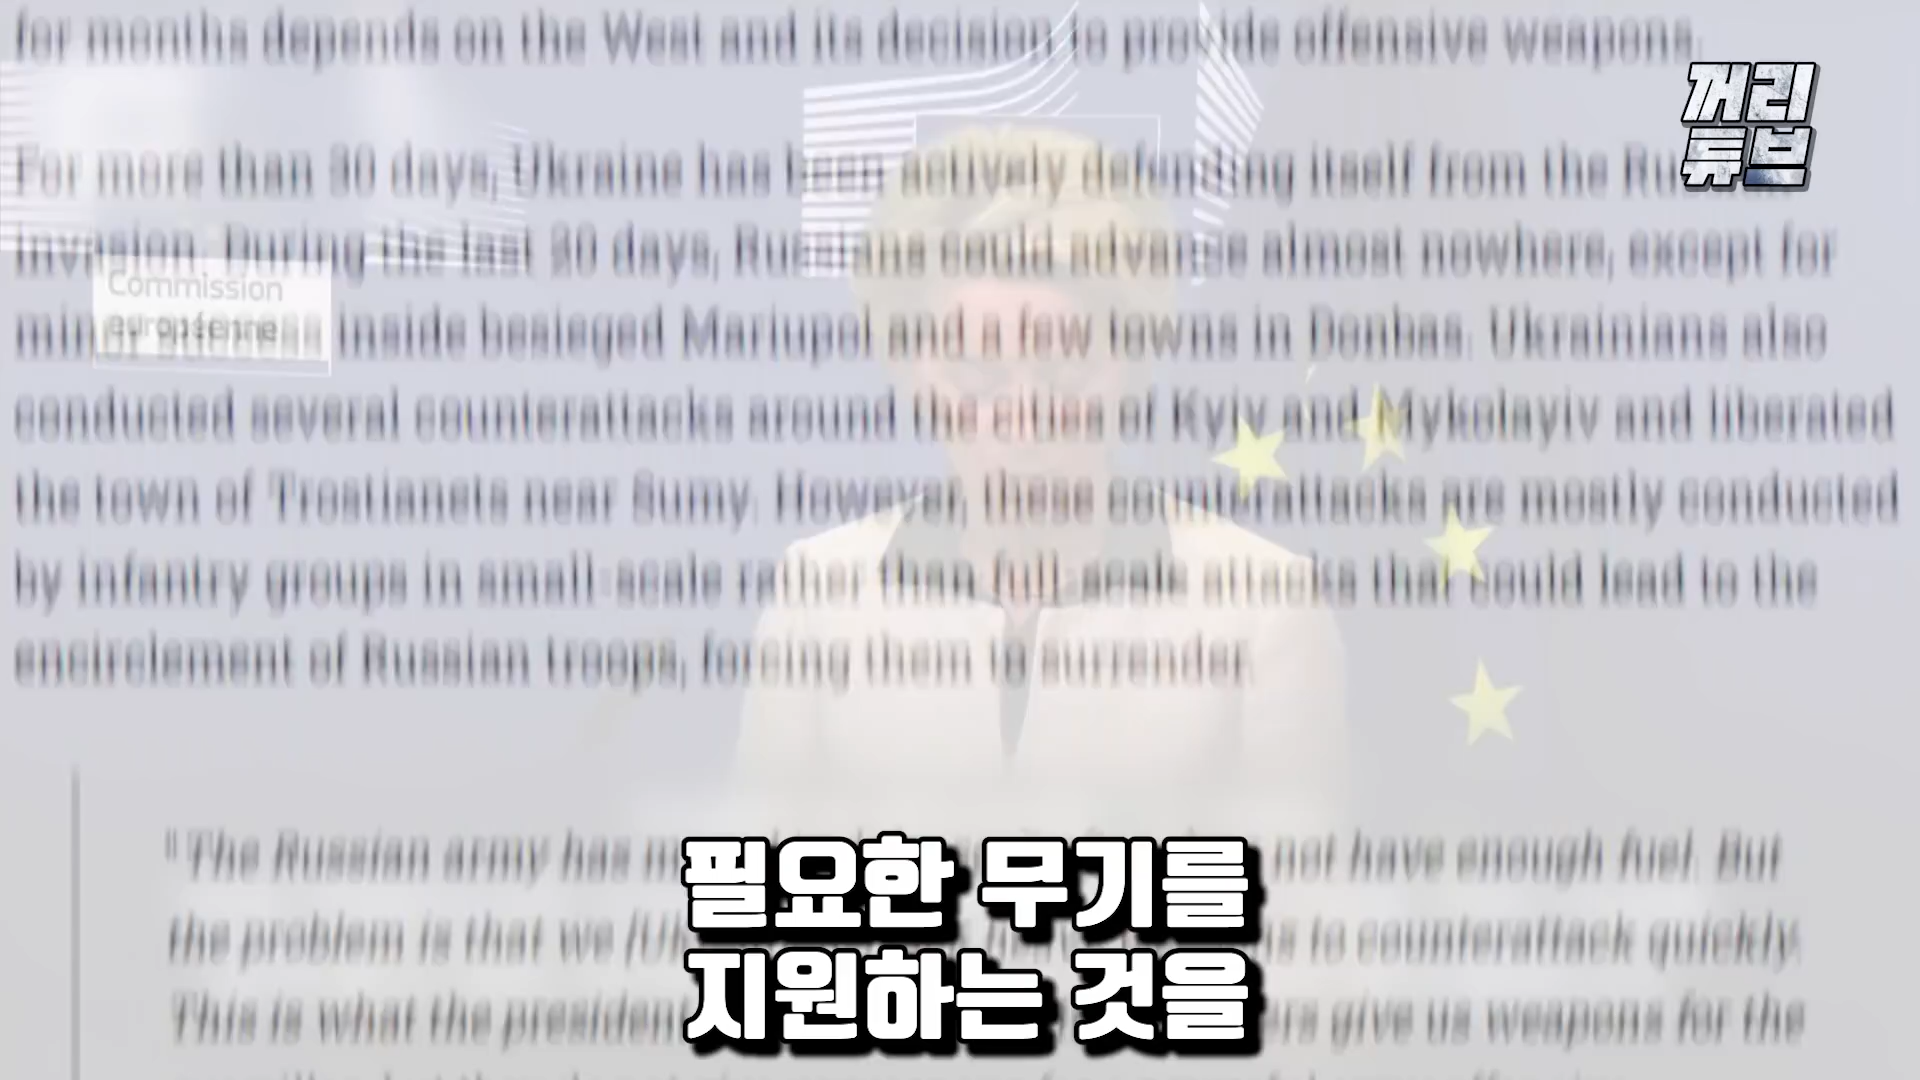 for months depends on the West and its decision to provide offensive weapons.
꺼리
튜브
For more than 30 days, Ukraine has been actively defending itself from the
invasion. During the last 20 days, Russians could advance almost nowhere, except for
Commission
européenne
inside besieged Mariupol and a few towns in Donbas. Ukrainians also
conducted several counterattacks around the cities of Kyiv and Mykolayiv and liberated
the town of Trostianets near Sumy. However, these counterattacks are mostly conducted
by infantry groups in small-scale rather than full-scale attacks that could lead to the
encirclement of Russian troops, forcing them to surrender.
"The Russian army has not have enough fuel. But
the problem is that we to counterattack quickly.
This is what the president give us weapons for the
필요한 무기를
지원하는 것을